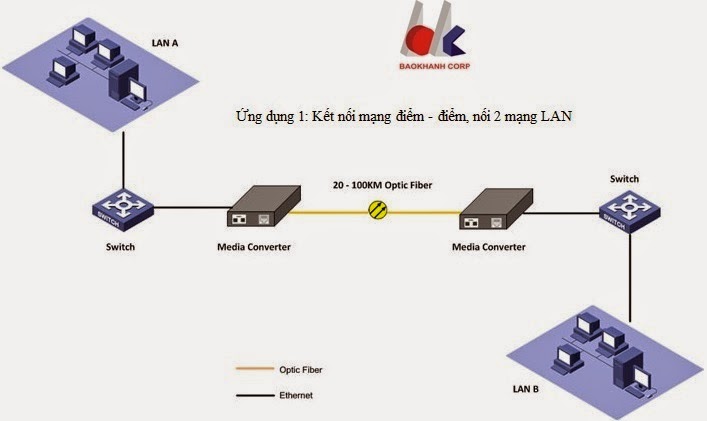 LAN A
BAOKHANH CORP
Ứng dụng 1: Kết nối mạng điểm - điểm, nối 2 mạng LAN
20 - 100KM Optic Fiber
Switch
SWITCH
SWITCH
Switch
Media Converter
Media Converter
LAN B
Optic Fiber
Ethernet